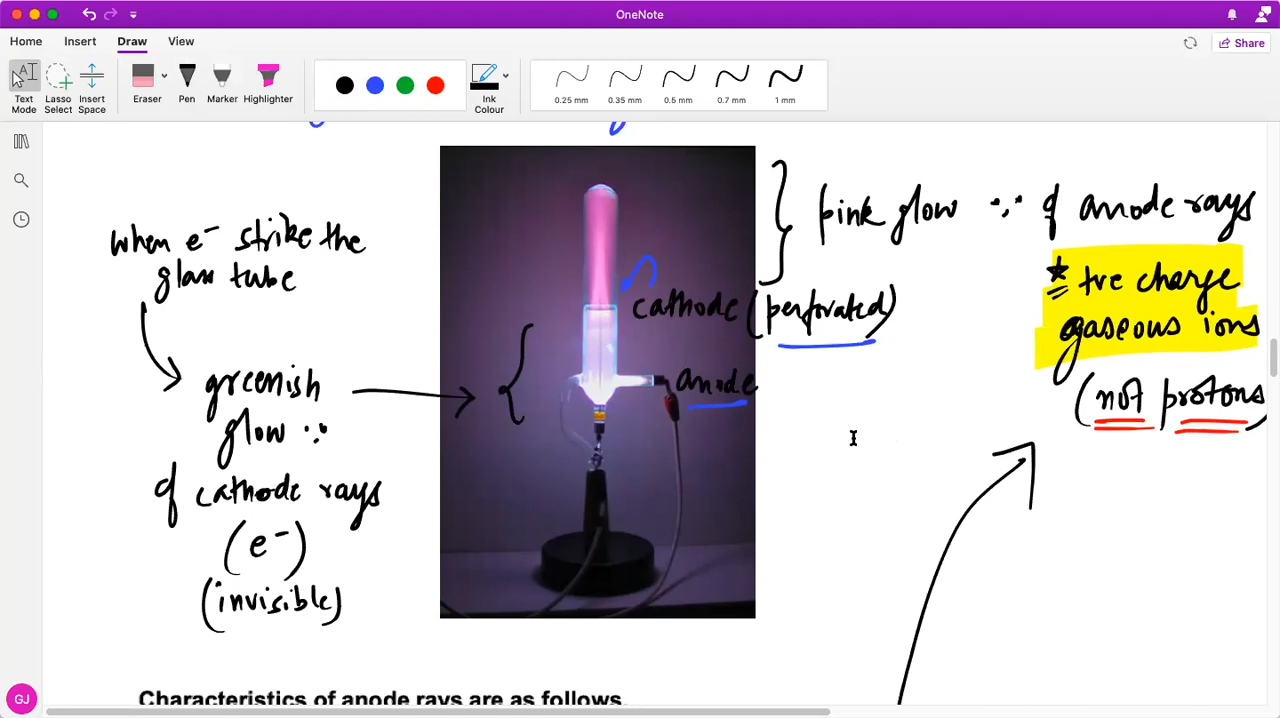 OneNote
Home
Insert
Draw
View
Share
Text Mode
Lasso Select
Insert Space
Eraser
Pen
Marker
Highlighter
Ink Colour
0.25 mm
0.35 mm
0.5 mm
0.7 mm
1 mm
when e⁻ strike the
glass tube
greenish
glow ∵
of cathode rays
(e⁻)
(invisible)
cathode (perforated)
anode
pink glow ∵ of anode rays
* +ve charge
gaseous ions
(not protons)
Characteristics of anode rays are as follows.
GJ